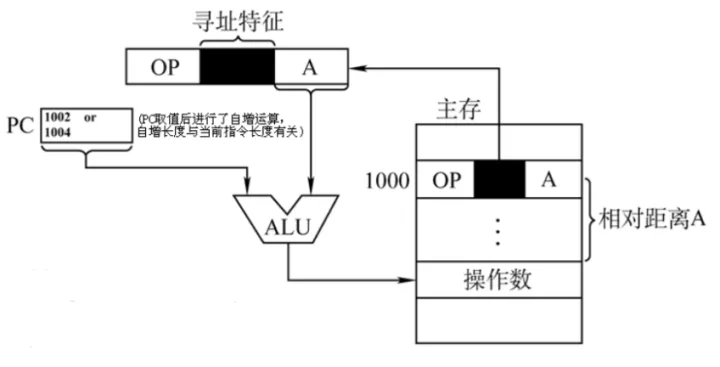 寻址特征
OP
A
PC
1002 or
1004
(PC取值后进行了自增运算，
自增长度与当前指令长度有关)
主存
1000
OP
A
ALU
⋮
相对距离A
操作数